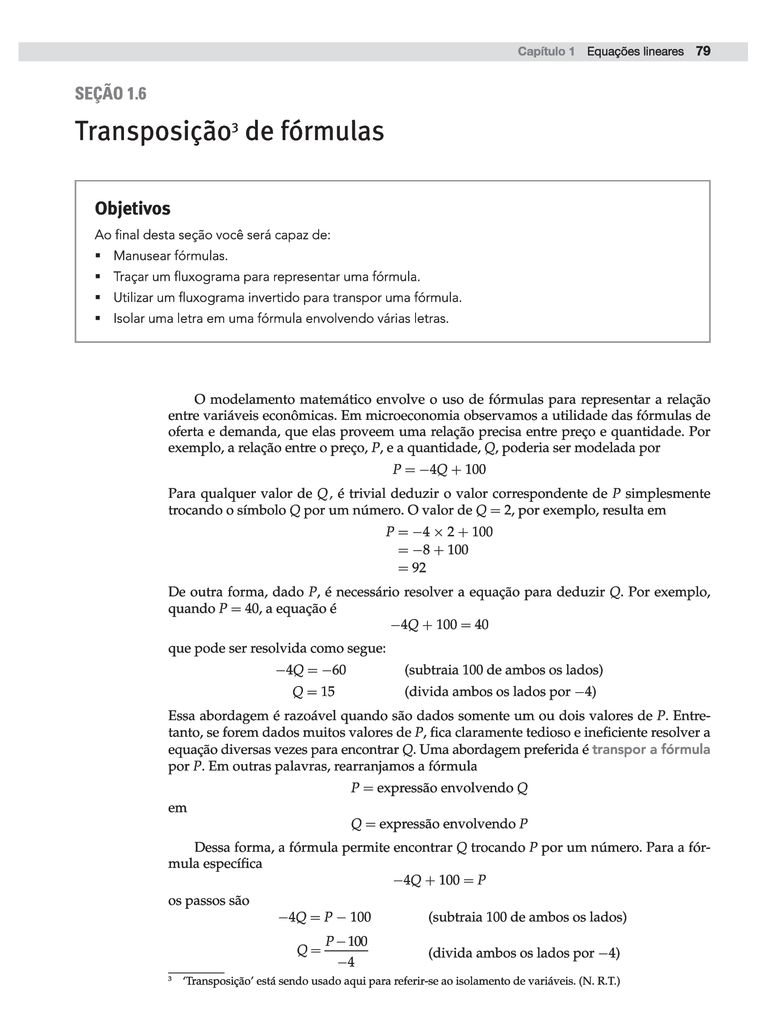 Capítulo 1 Equações lineares 79
SEÇÃO 1.6
Transposição³ de fórmulas
Objetivos
Ao final desta seção você será capaz de:
▪ Manusear fórmulas.
▪ Traçar um fluxograma para representar uma fórmula.
▪ Utilizar um fluxograma invertido para transpor uma fórmula.
▪ Isolar uma letra em uma fórmula envolvendo várias letras.
O modelamento matemático envolve o uso de fórmulas para representar a relação
entre variáveis econômicas. Em microeconomia observamos a utilidade das fórmulas de
oferta e demanda, que elas proveem uma relação precisa entre preço e quantidade. Por
exemplo, a relação entre o preço, P, e a quantidade, Q, poderia ser modelada por
P = −4Q + 100
Para qualquer valor de Q, é trivial deduzir o valor correspondente de P simplesmente
trocando o símbolo Q por um número. O valor de Q = 2, por exemplo, resulta em
P = −4 × 2 + 100
= −8 + 100
= 92
De outra forma, dado P, é necessário resolver a equação para deduzir Q. Por exemplo,
quando P = 40, a equação é
−4Q + 100 = 40
que pode ser resolvida como segue:
−4Q = −60 (subtraia 100 de ambos os lados)
Q = 15 (divida ambos os lados por −4)
Essa abordagem é razoável quando são dados somente um ou dois valores de P. Entre-
tanto, se forem dados muitos valores de P, fica claramente tedioso e ineficiente resolver a
equação diversas vezes para encontrar Q. Uma abordagem preferida é transpor a fórmula
por P. Em outras palavras, rearranjamos a fórmula
P = expressão envolvendo Q
em
Q = expressão envolvendo P
Dessa forma, a fórmula permite encontrar Q trocando P por um número. Para a fór-
mula específica
−4Q + 100 = P
os passos são
−4Q = P − 100 (subtraia 100 de ambos os lados)
Q = (P − 100)/−4 (divida ambos os lados por −4)
³ 'Transposição' está sendo usado aqui para referir-se ao isolamento de variáveis. (N. R.T.)